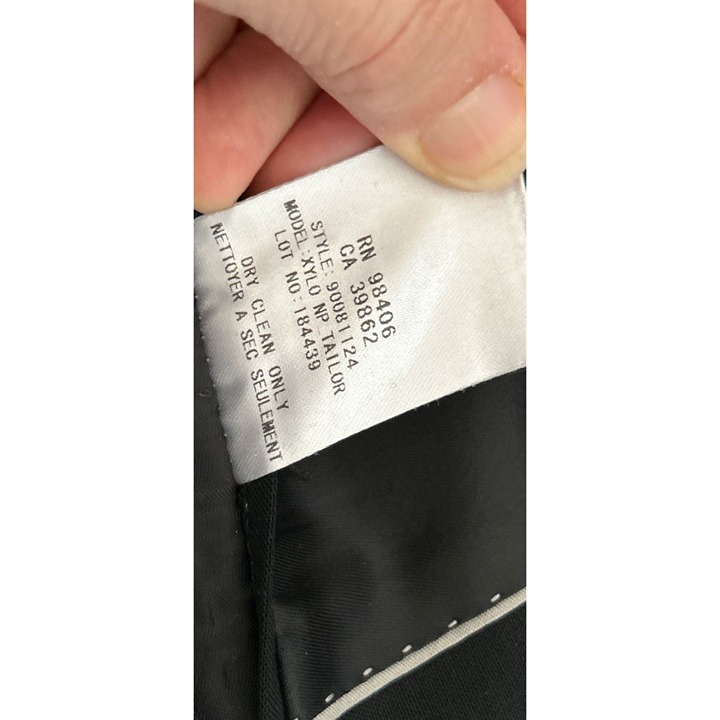 RN 98406
CA 39862
STYLE: 90081124
MODEL:XYLO NP TAILOR
LOT NO:184439
DRY CLEAN ONLY
NETTOYER A SEC SEULEMENT